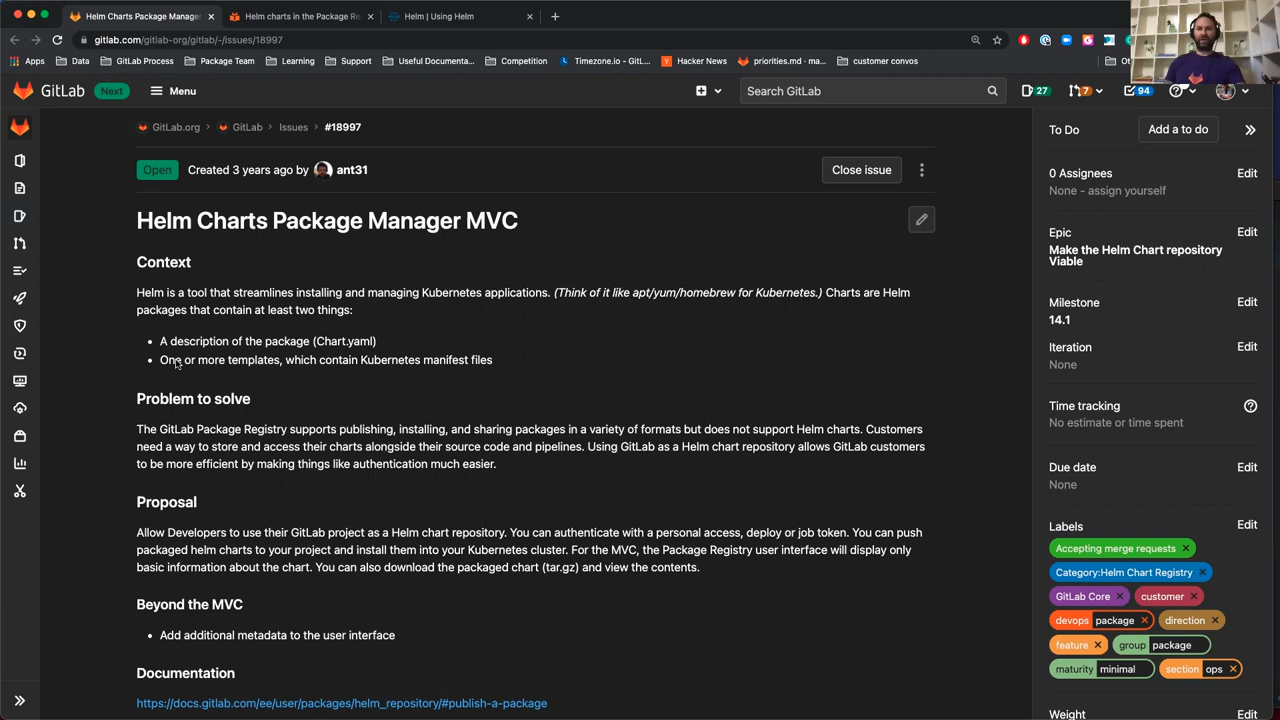 Helm Charts Package Manager
Helm charts in the Package Re
Helm | Using Helm
gitlab.com/gitlab-org/gitlab/-/issues/18997
Apps
Data
GitLab Process
Package Team
Learning
Support
Useful Documenta...
Competition
Timezone.io - GitL...
Hacker News
priorities.md · ma...
customer convos
GitLab
Next
Menu
Search GitLab
27
7
94
GitLab.org > GitLab > Issues > #18997
Open
Created 3 years ago by ant31
Close issue
Helm Charts Package Manager MVC
Context
Helm is a tool that streamlines installing and managing Kubernetes applications. (Think of it like apt/yum/homebrew for Kubernetes.) Charts are Helm
packages that contain at least two things:
• A description of the package (Chart.yaml)
• One or more templates, which contain Kubernetes manifest files
Problem to solve
The GitLab Package Registry supports publishing, installing, and sharing packages in a variety of formats but does not support Helm charts. Customers
need a way to store and access their charts alongside their source code and pipelines. Using GitLab as a Helm chart repository allows GitLab customers
to be more efficient by making things like authentication much easier.
Proposal
Allow Developers to use their GitLab project as a Helm chart repository. You can authenticate with a personal access, deploy or job token. You can push
packaged helm charts to your project and install them into your Kubernetes cluster. For the MVC, the Package Registry user interface will display only
basic information about the chart. You can also download the packaged chart (tar.gz) and view the contents.
Beyond the MVC
• Add additional metadata to the user interface
Documentation
https://docs.gitlab.com/ee/user/packages/helm_repository/#publish-a-package
To Do
Add a to do
0 Assignees
Edit
None - assign yourself
Epic
Edit
Make the Helm Chart repository
Viable
Milestone
Edit
14.1
Iteration
Edit
None
Time tracking
No estimate or time spent
Due date
Edit
None
Labels
Edit
Accepting merge requests
Category:Helm Chart Registry
GitLab Core
customer
devops package
direction
feature
group package
maturity minimal
section ops
Weight
Edit